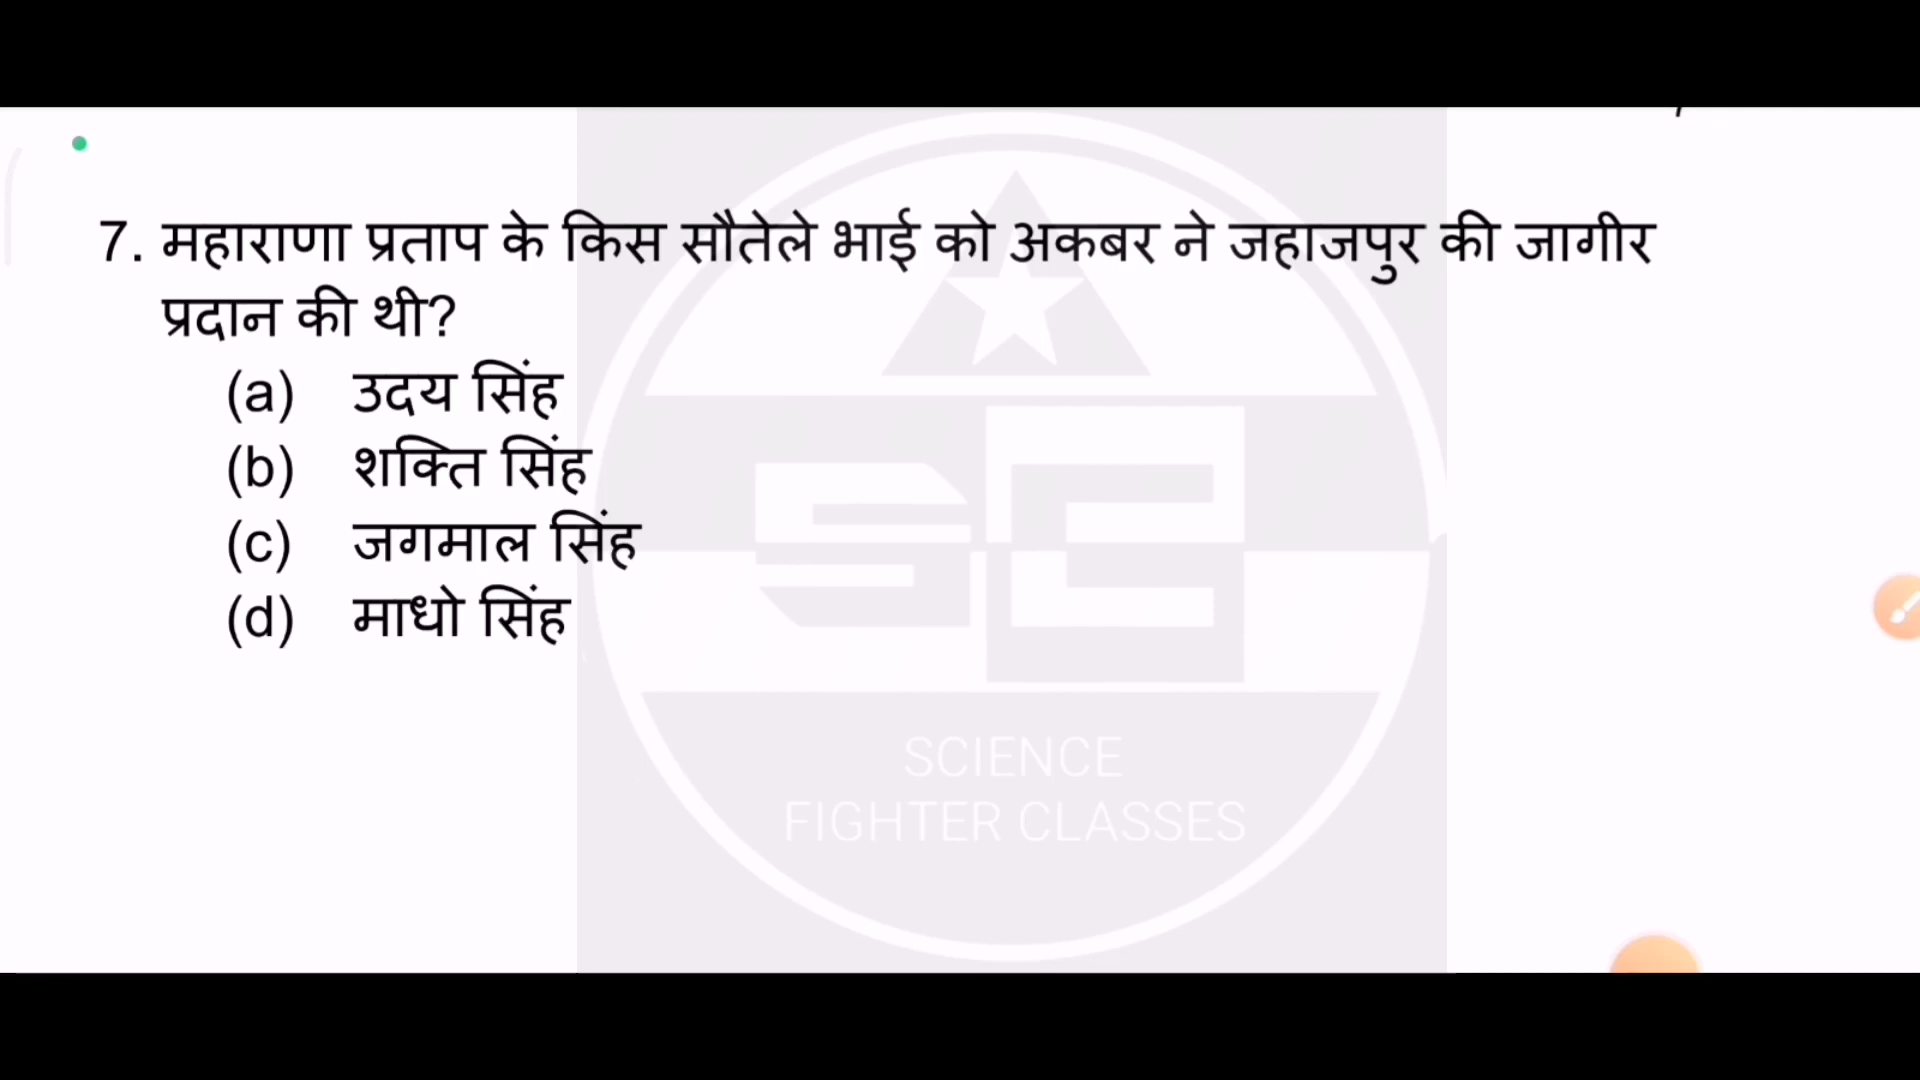 7. महाराणा प्रताप के किस सौतेले भाई को अकबर ने जहाजपुर की जागीर
प्रदान की थी?
(a) उदय सिंह
(b) शक्ति सिंह
(c) जगमाल सिंह
(d) माधो सिंह
SCIENCE
FIGHTER CLASSES